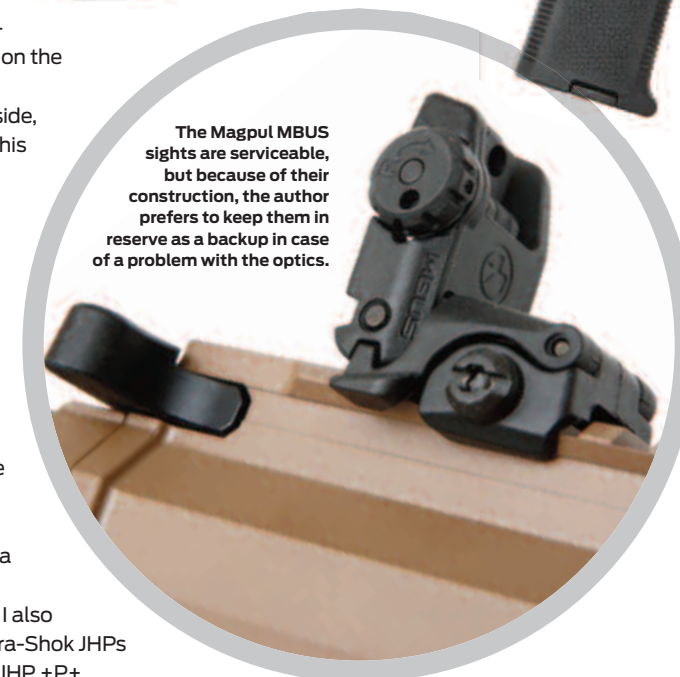 on the
side,
his
The Magpul MBUS
sights are serviceable,
but because of their
construction, the author
prefers to keep them in
reserve as a backup in case
of a problem with the optics.
MBUS
e
a
I also
ra-Shok JHPs
JHP +P+